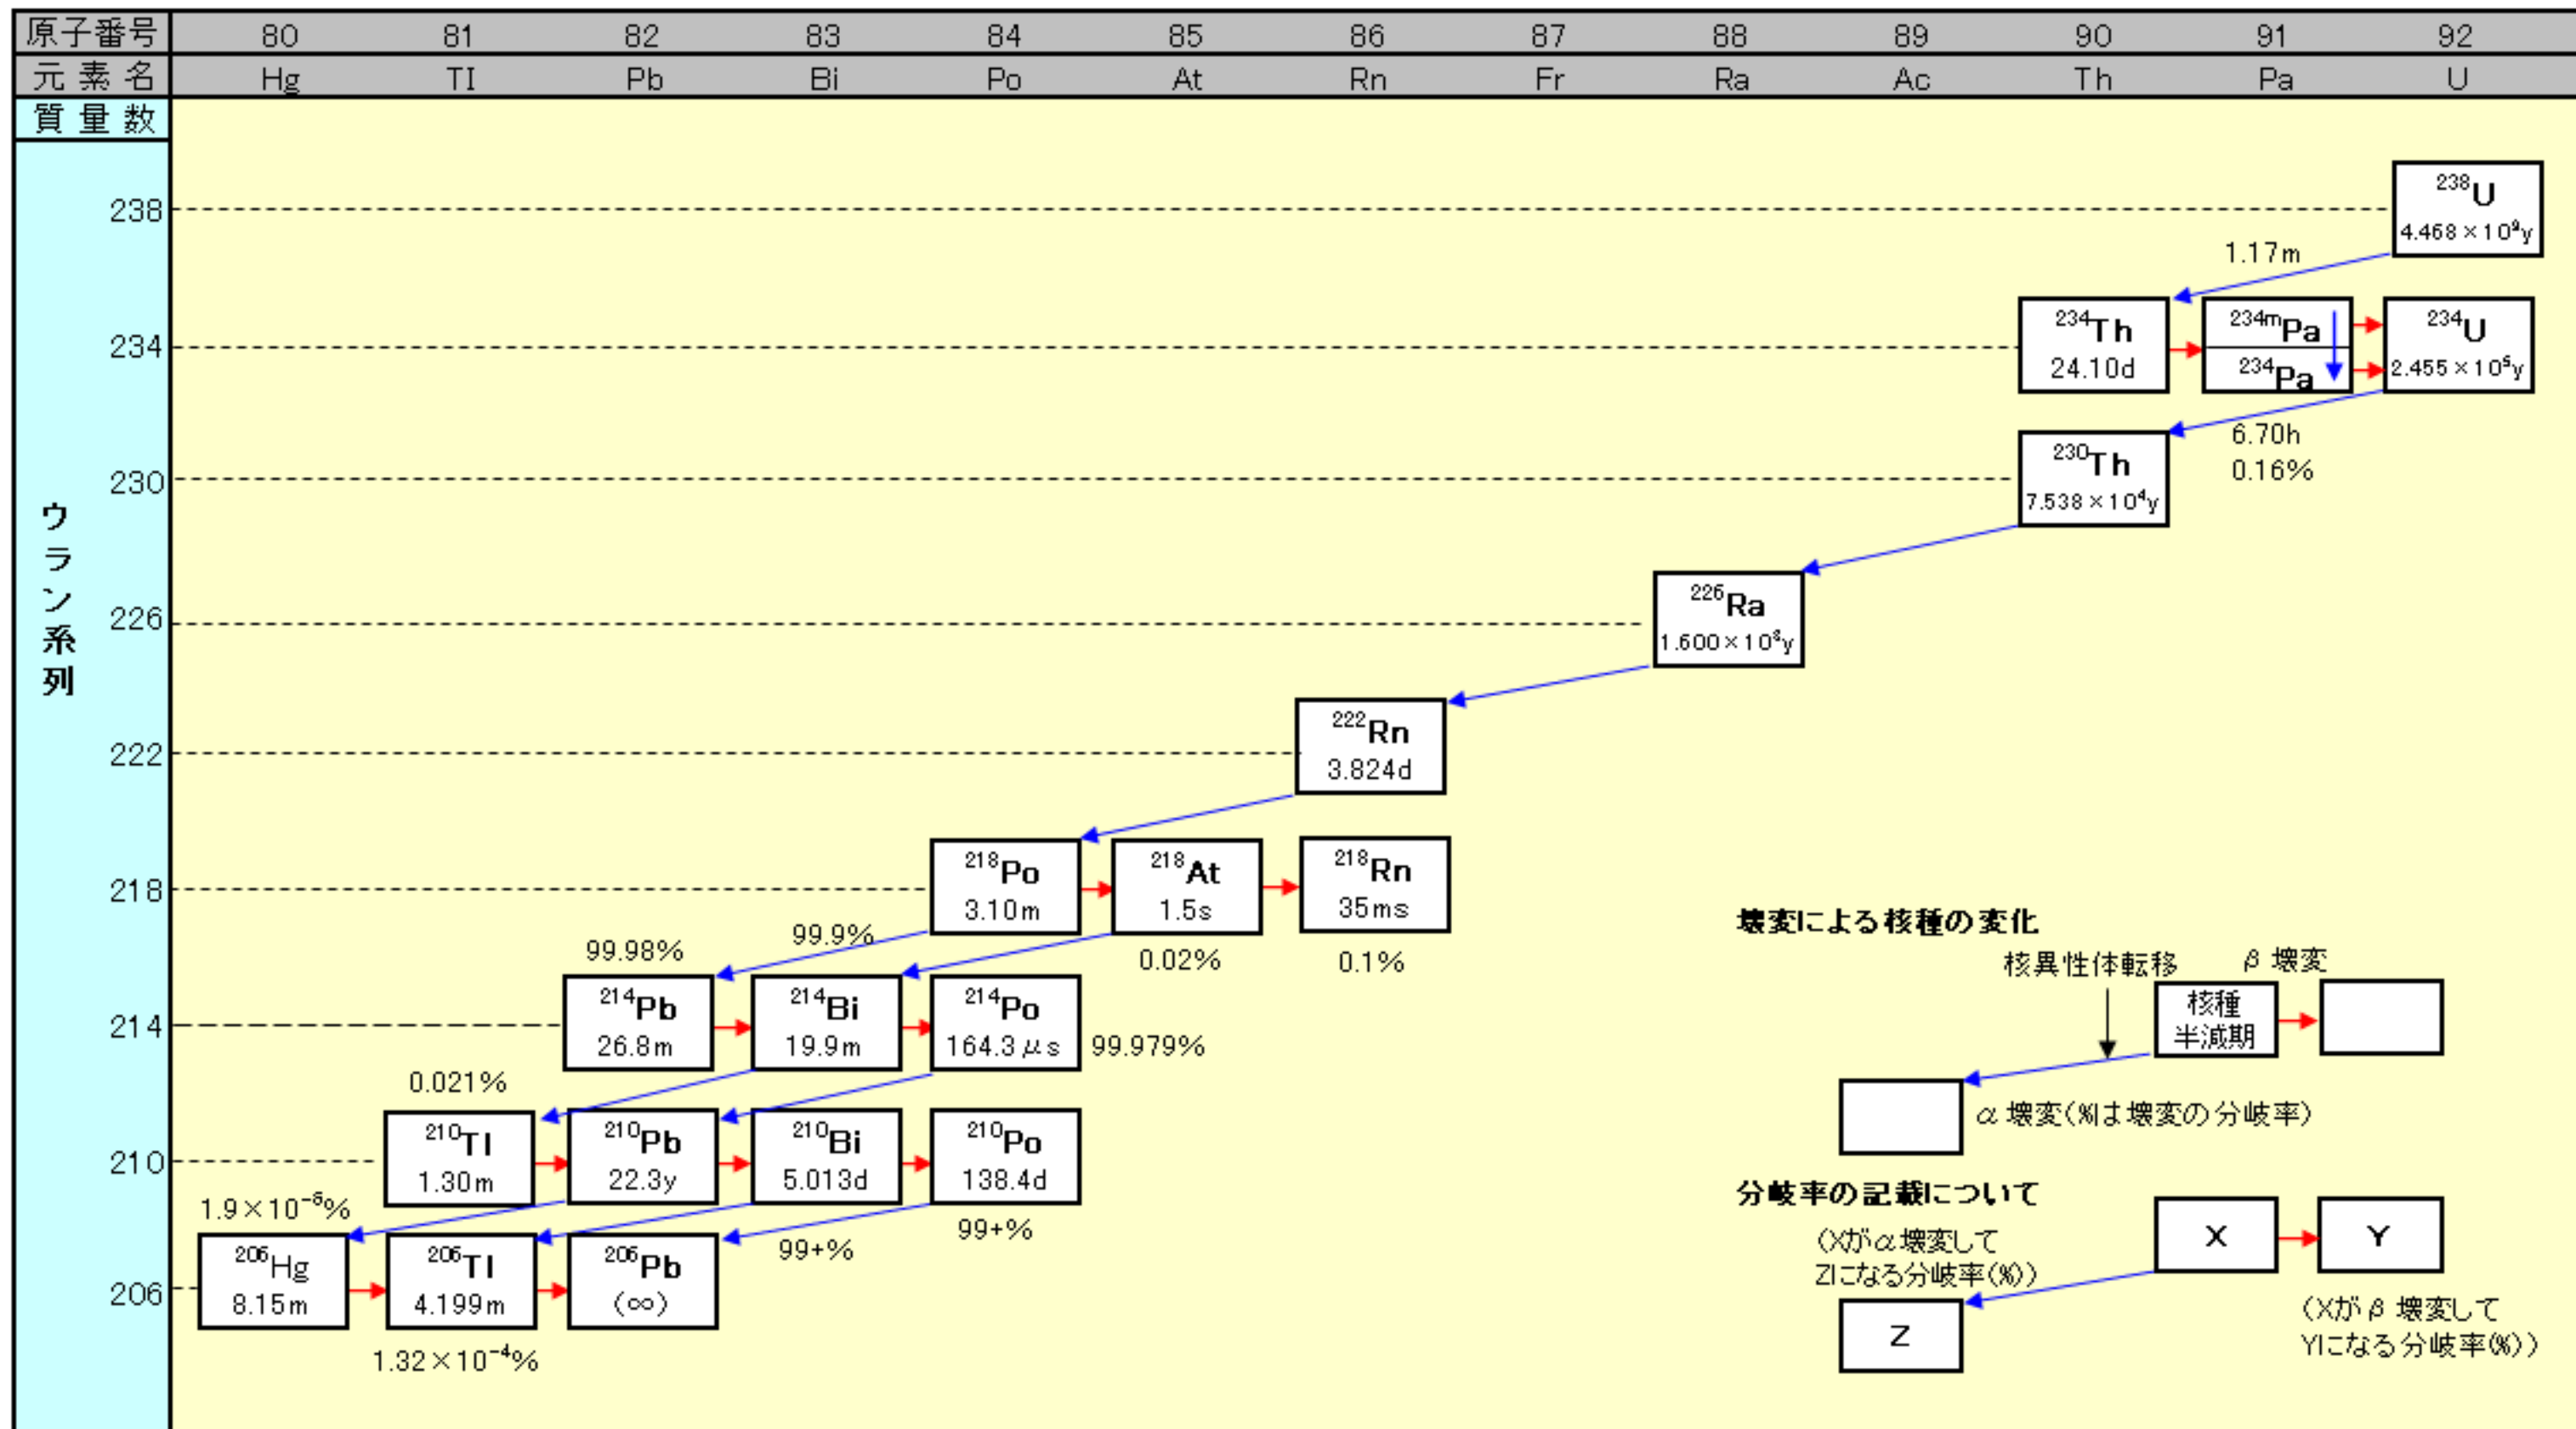 原子番号 80 81 82 83 84 85 86 87 88 89 90 91 92
元素名 Hg Tl Pb Bi Po At Rn Fr Ra Ac Th Pa U
質量数
ウラン系列
238
²³⁸U
4.468×10⁹y
1.17m
234
²³⁴Th
24.10d
²³⁴ᵐPa
²³⁴Pa
²³⁴U
2.455×10⁵y
6.70h
0.16%
230
²³⁰Th
7.538×10⁴y
226
²²⁶Ra
1.600×10³y
222
²²²Rn
3.824d
218
²¹⁸Po
3.10m
²¹⁸At
1.5s
²¹⁸Rn
35ms
99.98%
99.9%
0.02%
0.1%
214
²¹⁴Pb
26.8m
²¹⁴Bi
19.9m
²¹⁴Po
164.3μs
99.979%
0.021%
210
²¹⁰Tl
1.30m
²¹⁰Pb
22.3y
²¹⁰Bi
5.013d
²¹⁰Po
138.4d
1.9×10⁻⁶%
99+%
99+%
206
²⁰⁶Hg
8.15m
²⁰⁶Tl
4.199m
²⁰⁶Pb
(∞)
1.32×10⁻⁴%
壊変による核種の変化
核異性体転移
β 壊変
核種
半減期
α 壊変(%は壊変の分岐率)
分岐率の記載について
(Xがα壊変して
Zになる分岐率(%))
X
Y
Z
(Xがβ 壊変して
Yになる分岐率(%))